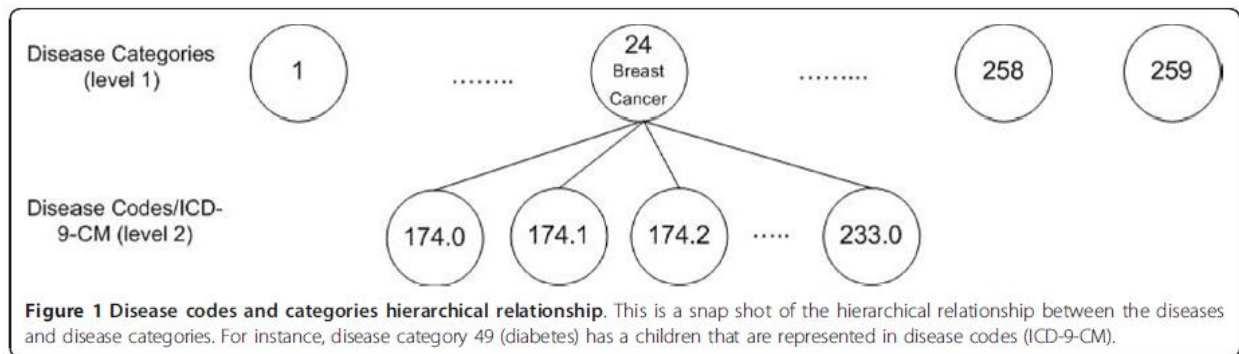 Disease Categories
(level 1)
1
........
24
Breast
Cancer
.........
258
259
Disease Codes/ICD-
9-CM (level 2)
174.0
174.1
174.2
.....
233.0
Figure 1 Disease codes and categories hierarchical relationship. This is a snap shot of the hierarchical relationship between the diseases
and disease categories. For instance, disease category 49 (diabetes) has a children that are represented in disease codes (ICD-9-CM).